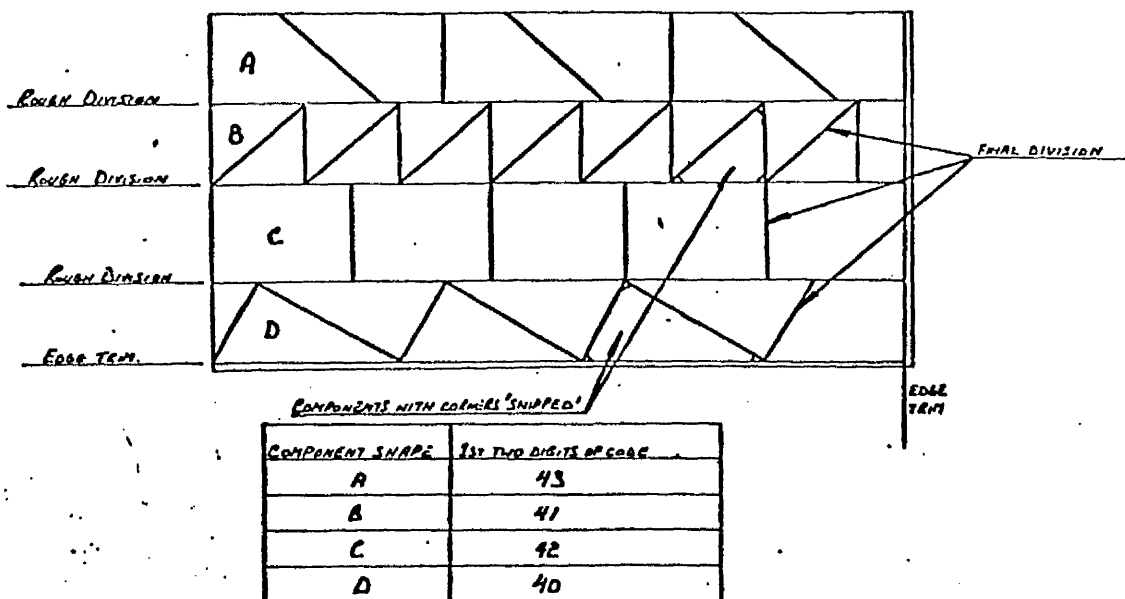 A
ROUGH DIVISION
B
FINAL DIVISION
ROUGH DIVISION
C
ROUGH DIVISION
D
EDGE TRIM.
EDGE
TRIM
COMPONENTS WITH CORNERS 'SNIPPED'
COMPONENT SHAPE 1ST TWO DIGITS OF CODE
A 43
B 41
C 42
D 40